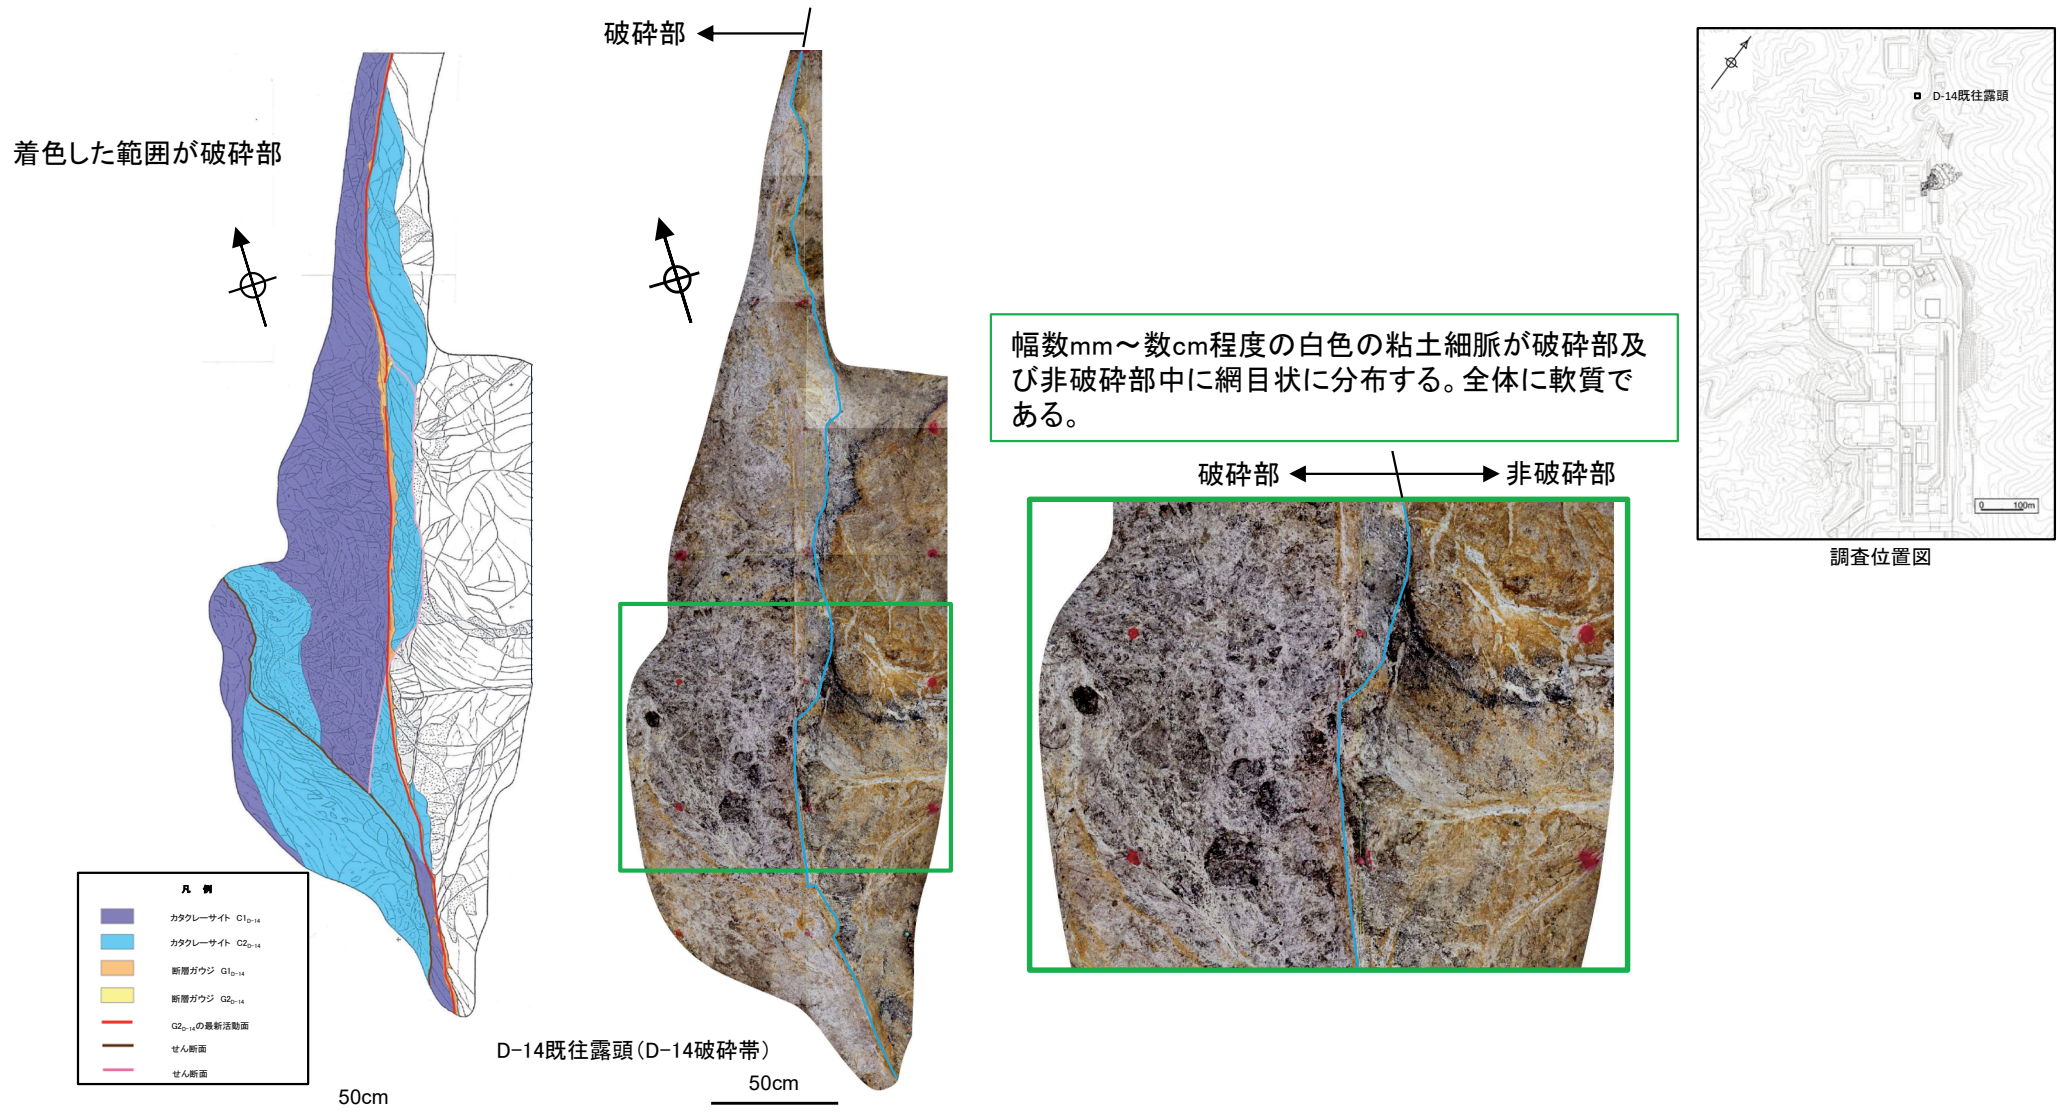 破砕部
着色した範囲が破砕部
D-14既往露頭
幅数mm～数cm程度の白色の粘土細脈が破砕部及
び非破砕部中に網目状に分布する。全体に軟質で
ある。
破砕部
非破砕部
0 100m
調査位置図
凡 例
カタクレーサイト C1D-14
カタクレーサイト C2D-14
断層ガウジ G1D-14
断層ガウジ G2D-14
G2D-14の最新活動面
せん断面
せん断面
D-14既往露頭(D-14破砕帯)
50cm
50cm